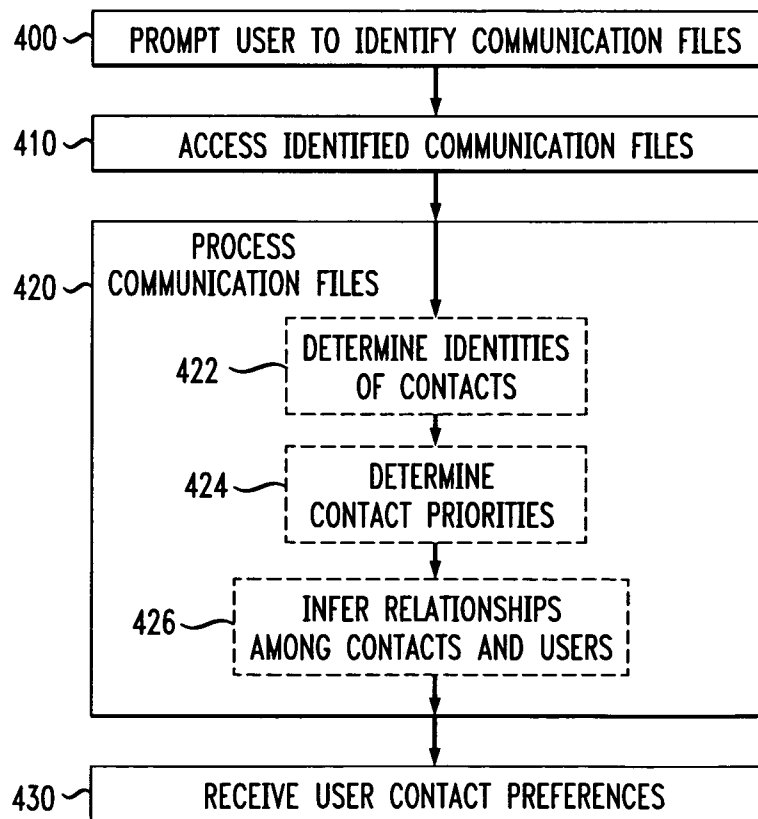 400 PROMPT USER TO IDENTIFY COMMUNICATION FILES
410 ACCESS IDENTIFIED COMMUNICATION FILES
PROCESS
420 COMMUNICATION FILES
DETERMINE IDENTITIES
422 OF CONTACTS
DETERMINE
424 CONTACT PRIORITIES
INFER RELATIONSHIPS
426 AMONG CONTACTS AND USERS
430 RECEIVE USER CONTACT PREFERENCES